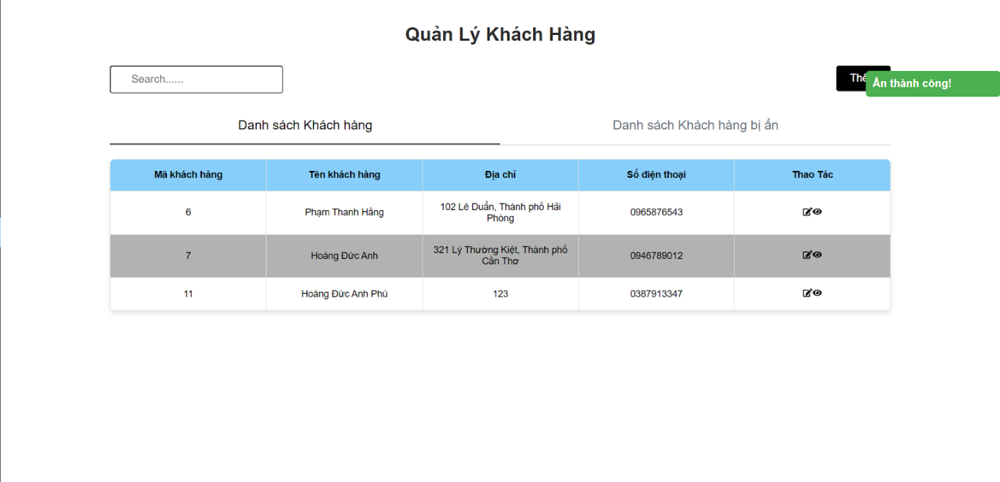 Quản Lý Khách Hàng
Search......
Ẩn thành công!
Danh sách Khách hàng
Danh sách Khách hàng bị ẩn
Mã khách hàng
Tên khách hàng
Địa chỉ
Số điện thoại
Thao Tác
6
Phạm Thanh Hằng
102 Lê Duẩn, Thành phố Hải
Phòng
0965876543
7
Hoàng Đức Anh
321 Lý Thường Kiệt, Thành phố
Cần Thơ
0946789012
11
Hoàng Đức Anh Phú
123
0387913347